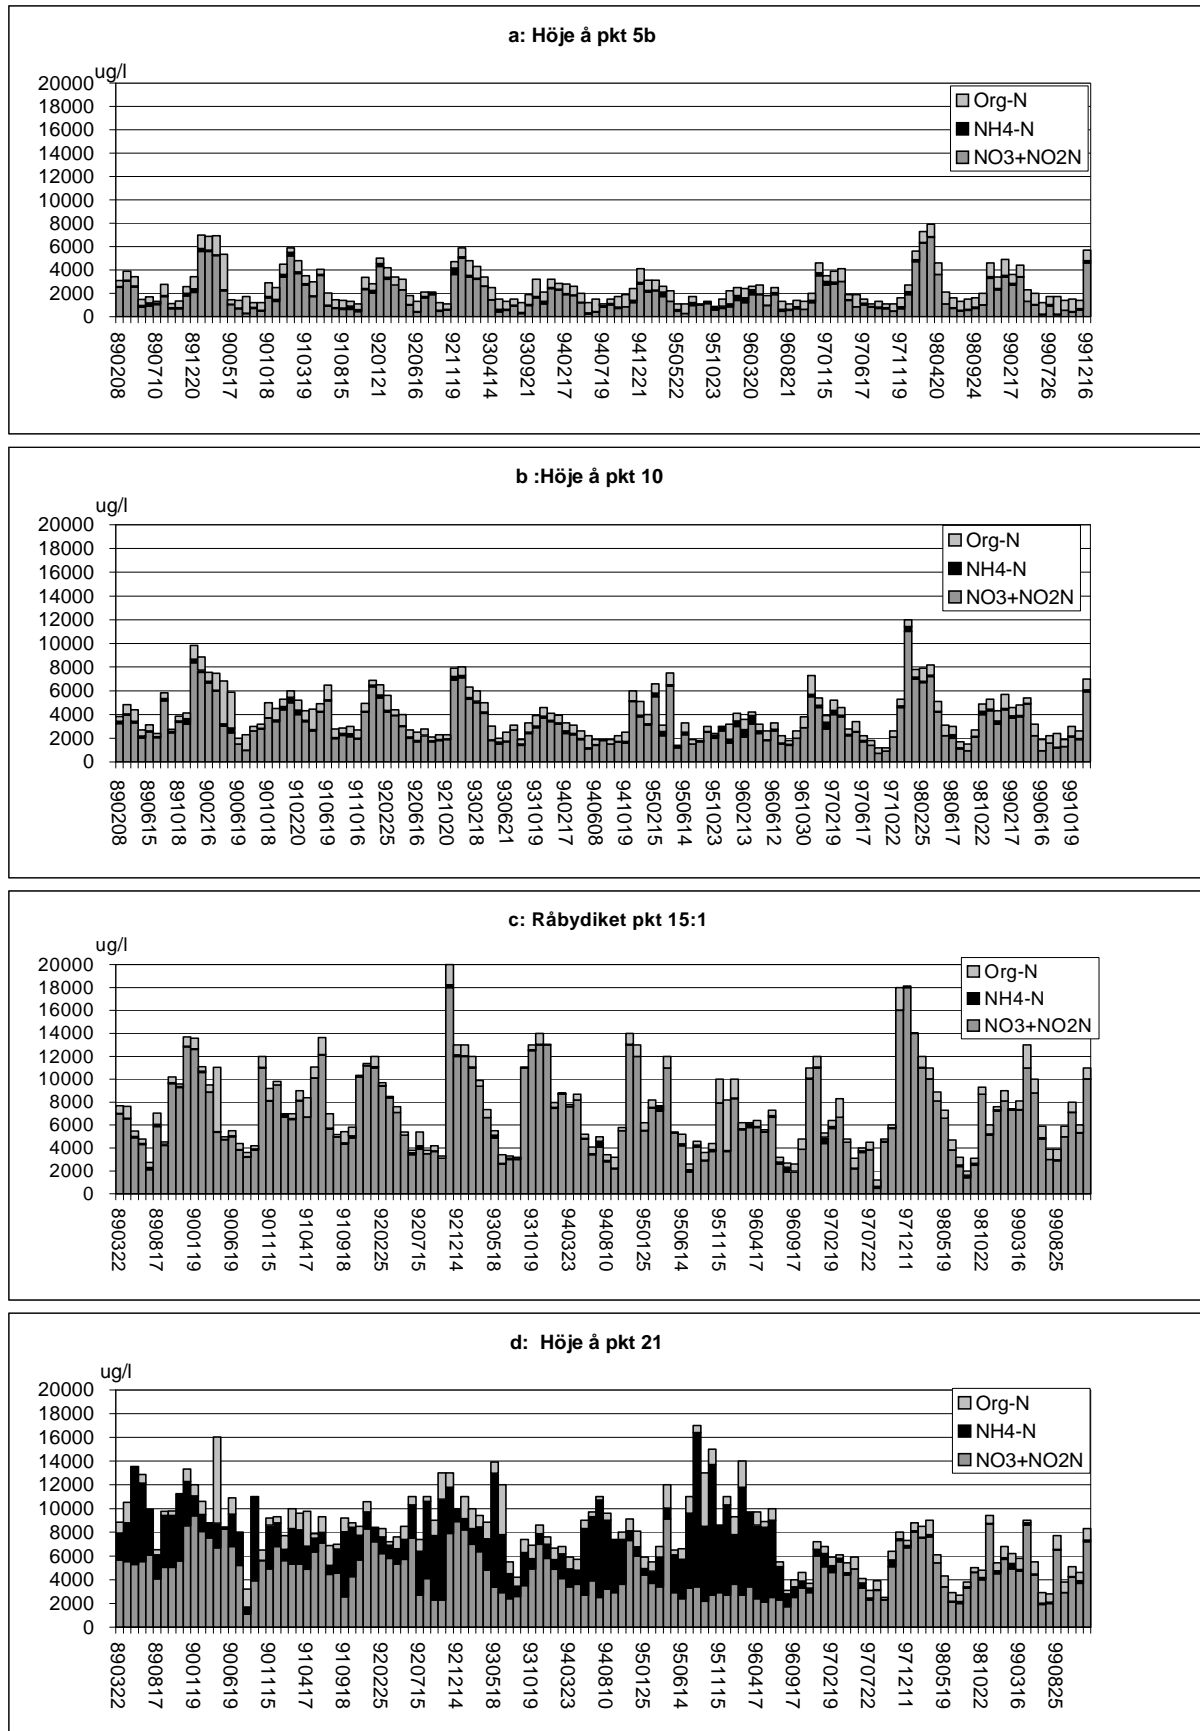 a: Höje å pkt 5b
ug/l
20000
18000
16000
14000
12000
10000
8000
6000
4000
2000
0
Org-N
NH4-N
NO3+NO2N
890208 890710 891220 900517 901018 910319 910815 920121 920616 921119 930414 930921 940217 940719 941221 950522 951023 960320 960821 970115 970617 971119 980420 980924 990217 990726 991216
b :Höje å pkt 10
ug/l
20000
18000
16000
14000
12000
10000
8000
6000
4000
2000
0
Org-N
NH4-N
NO3+NO2N
890208 890615 891018 900216 900619 901018 910220 910619 911016 920225 920618 921020 930218 930621 931019 940217 940608 941019 950215 950614 951023 960213 960612 961030 970219 970617 971022 980225 980617 981022 990217 990616 991019
c: Råbydiket pkt 15:1
ug/l
20000
18000
16000
14000
12000
10000
8000
6000
4000
2000
0
Org-N
NH4-N
NO3+NO2N
890322 890817 900119 900619 901115 910417 910918 920225 920715 921214 930518 931019 940323 940810 950125 950614 951115 960417 960917 970219 970722 971211 980519 981022 990316 990825
d: Höje å pkt 21
ug/l
20000
18000
16000
14000
12000
10000
8000
6000
4000
2000
0
Org-N
NH4-N
NO3+NO2N
890322 890817 900119 900619 901115 910417 910918 920225 920715 921214 930518 931019 940323 940810 950125 950614 951115 960417 960917 970219 970722 971211 980519 981022 990316 990825